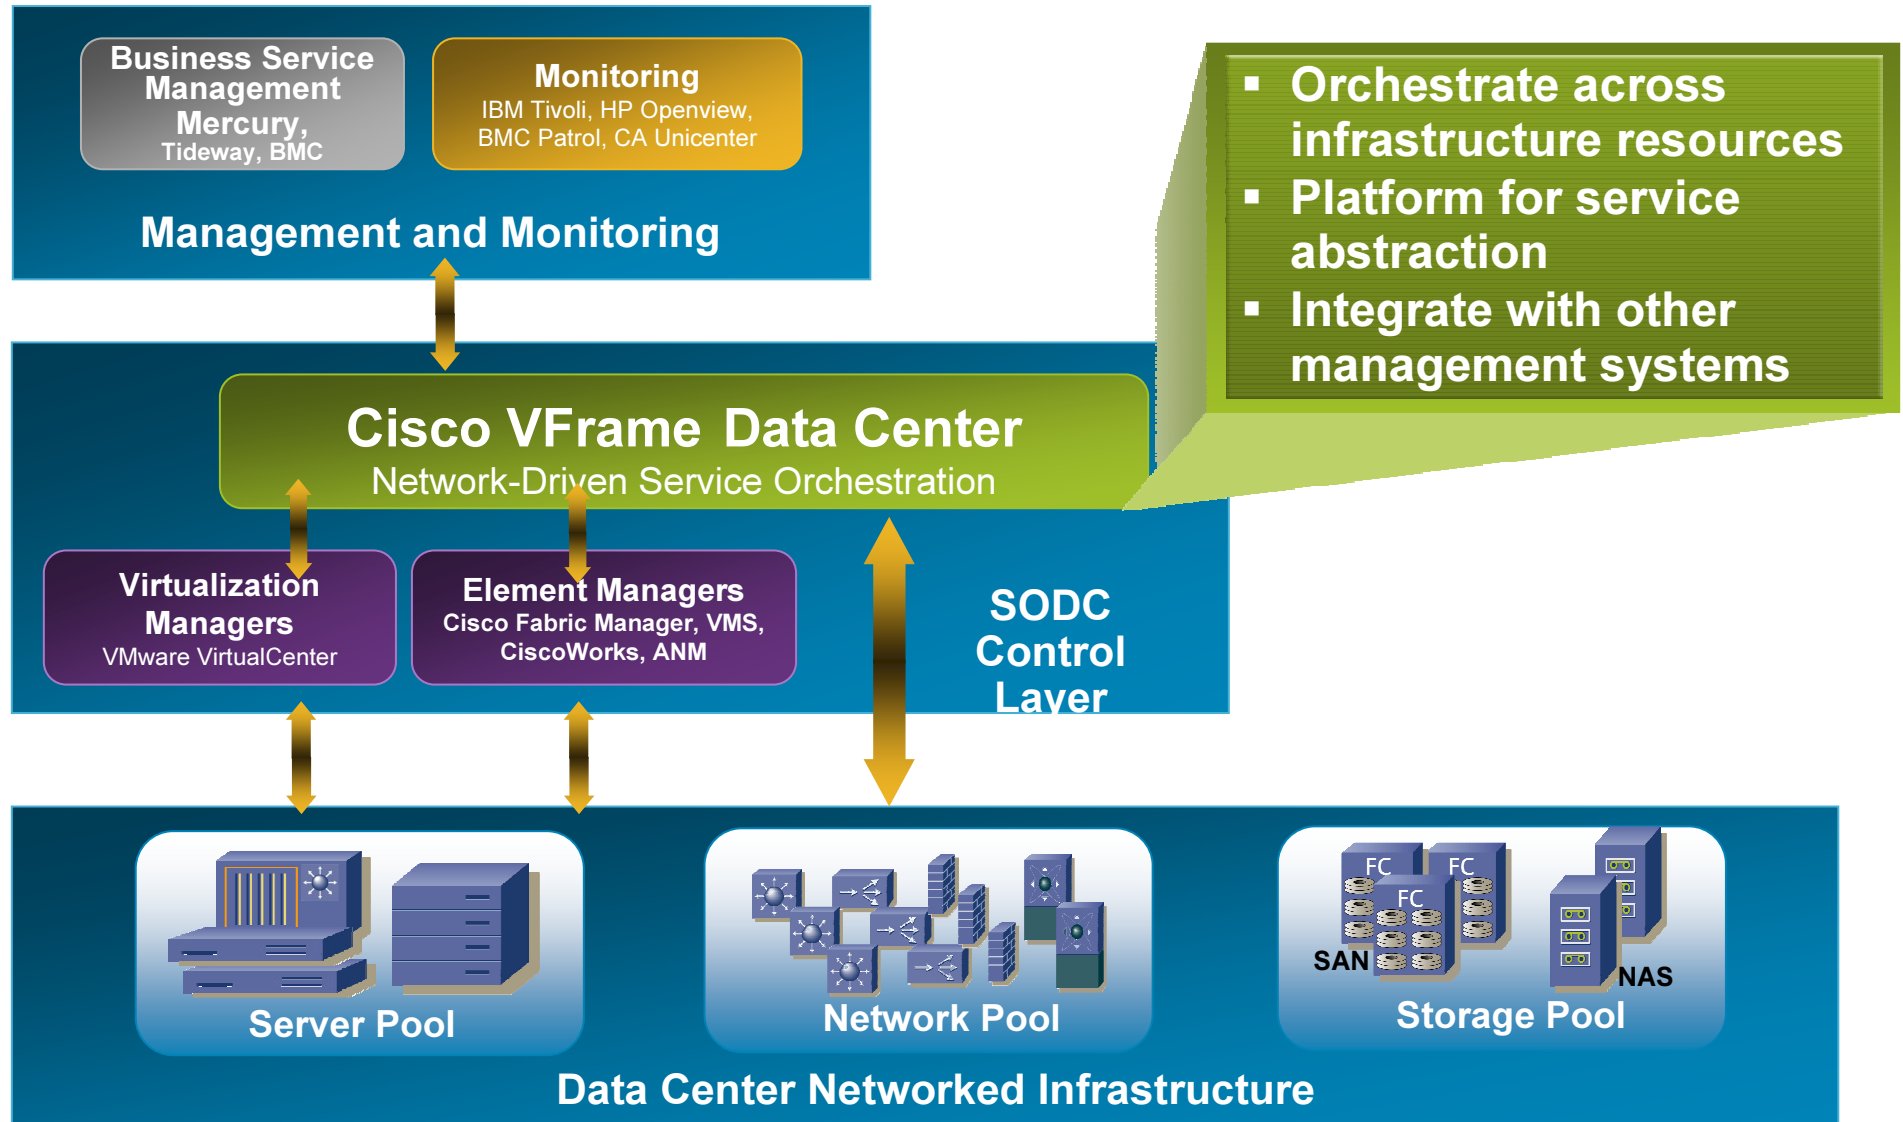 Business Service
Management
Mercury,
Tideway, BMC
Monitoring
IBM Tivoli, HP Openview,
BMC Patrol, CA Unicenter
Management and Monitoring
▪ Orchestrate across
infrastructure resources
▪ Platform for service
abstraction
▪ Integrate with other
management systems
Cisco VFrame Data Center
Network-Driven Service Orchestration
Virtualization
Managers
VMware VirtualCenter
Element Managers
Cisco Fabric Manager, VMS,
CiscoWorks, ANM
SODC
Control
Layer
FC
FC
FC
SAN
NAS
Server Pool
Network Pool
Storage Pool
Data Center Networked Infrastructure